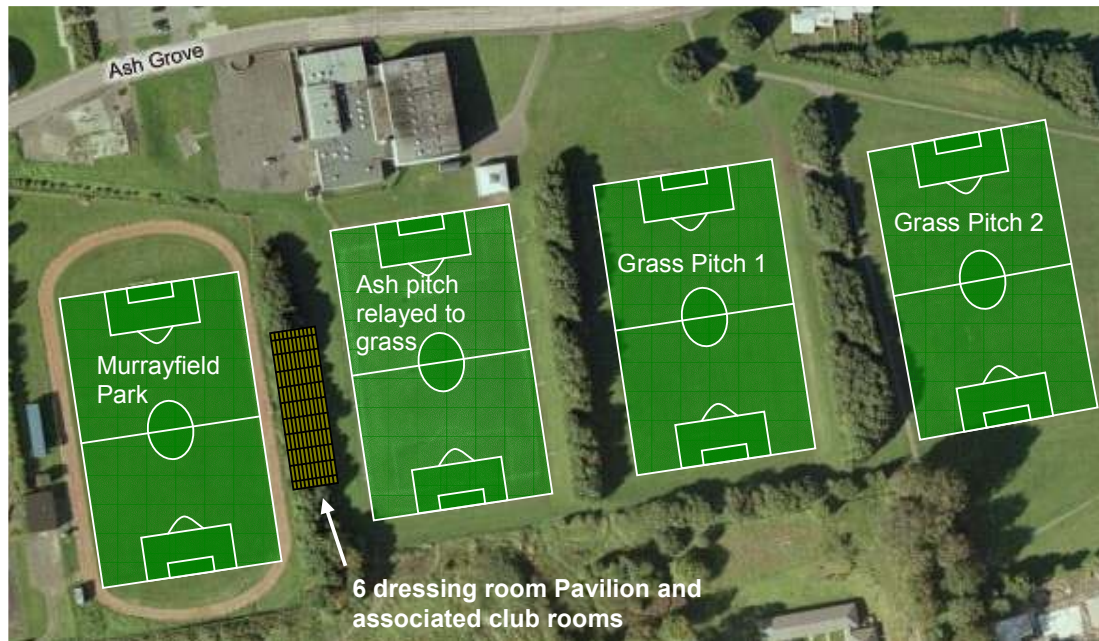 Ash Grove
Grass Pitch 2
Grass Pitch 1
Ash pitch
relayed to
grass
Murrayfield
Park
6 dressing room Pavilion and
associated club rooms